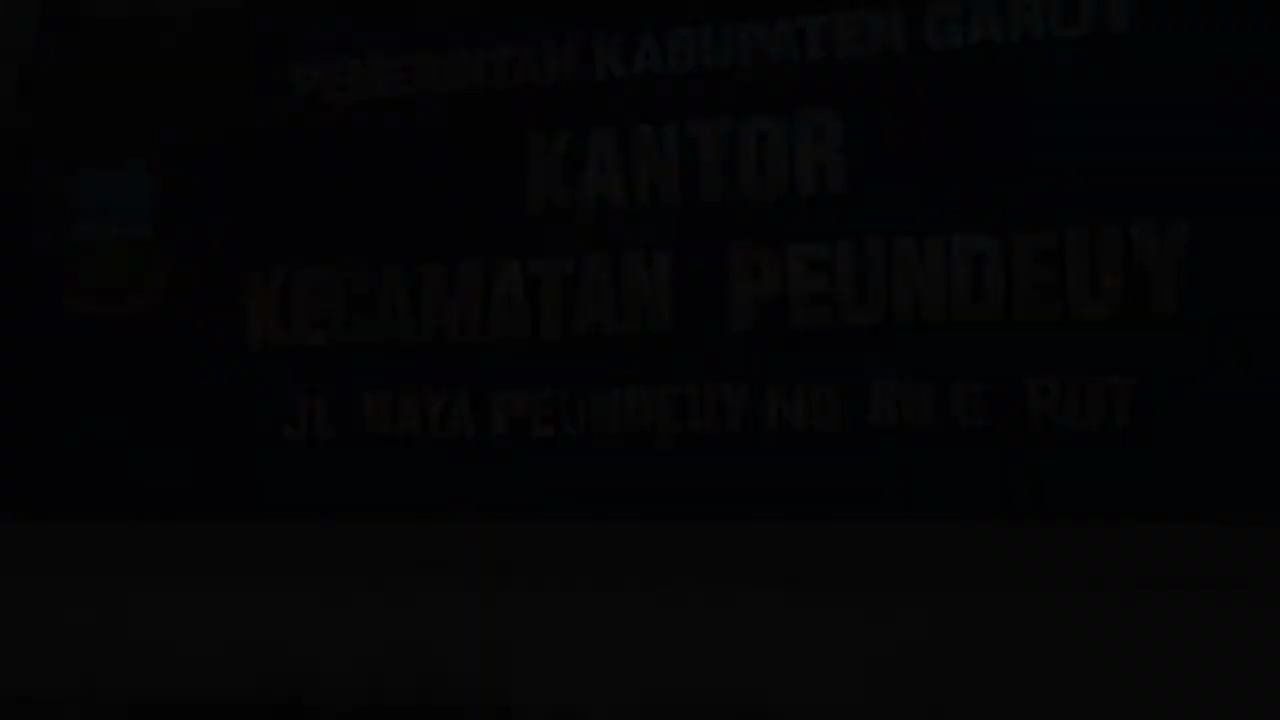 PEMERINTAH KABUPATEN GARUT
KANTOR
KECAMATAN PEUNDEUY
JL RAYA PEUNDEUY NO